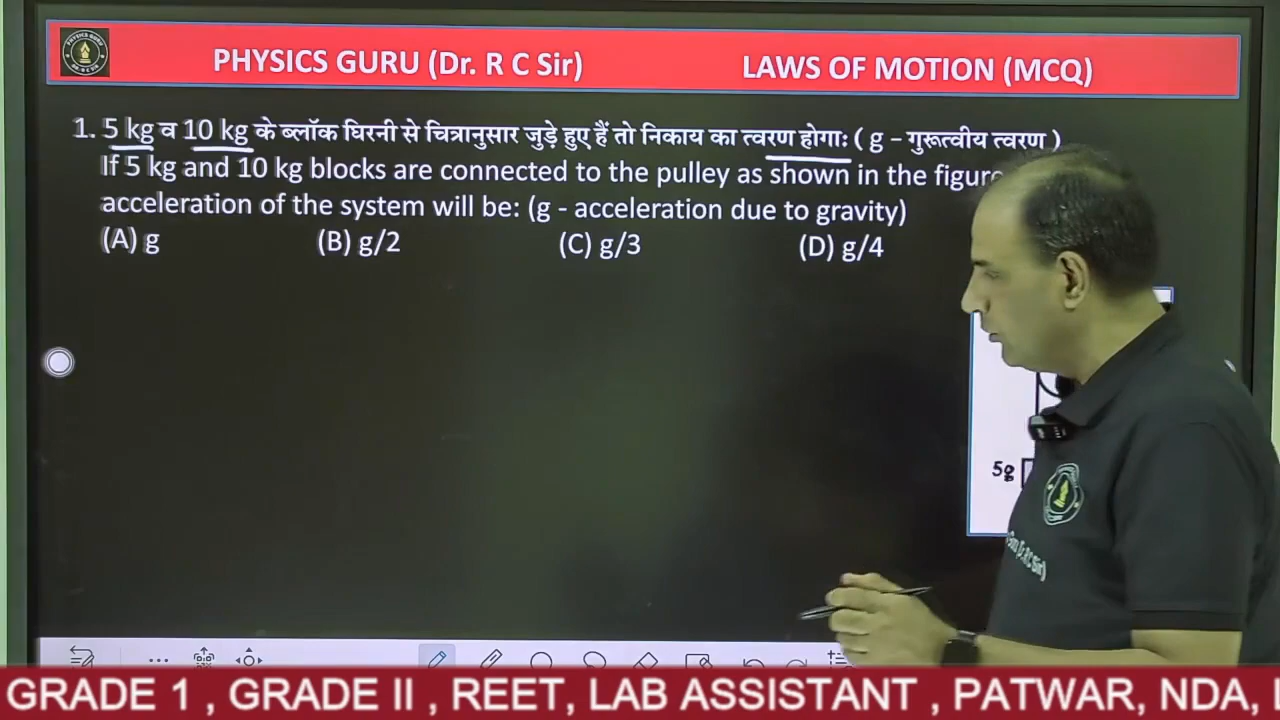 PHYSICS GURU (Dr. R C Sir) LAWS OF MOTION (MCQ)
1. 5 kg व 10 kg के ब्लॉक घिरनी से चित्रानुसार जुड़े हुए हैं तो निकाय का त्वरण होगाः ( g – गुरूत्वीय त्वरण )
If 5 kg and 10 kg blocks are connected to the pulley as shown in the figure
acceleration of the system will be: (g - acceleration due to gravity)
(A) g (B) g/2 (C) g/3 (D) g/4
GRADE 1 , GRADE II , REET, LAB ASSISTANT , PATWAR, NDA,